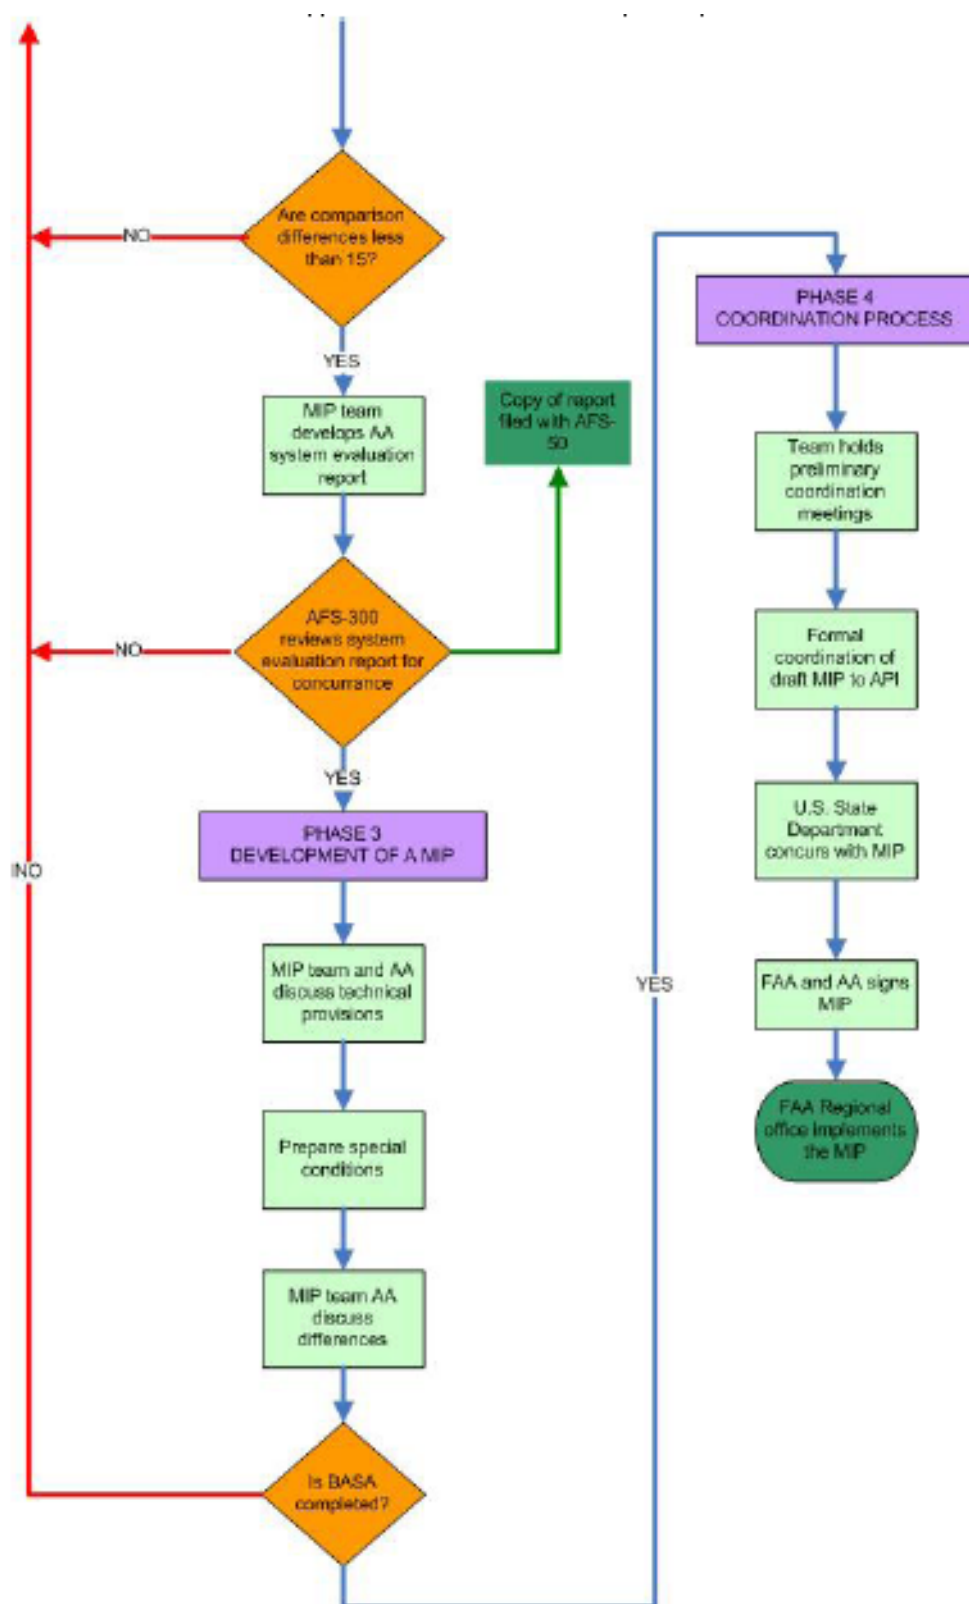 Are comparison
differences less
than 15?
NO
YES
MIP team
develops AA
system evaluation
report
Copy of report
filed with AFS-
50
AFS-300
reviews system
evaluation report for
concurrance
NO
YES
PHASE 3
DEVELOPMENT OF A MIP
NO
MIP team and AA
discuss technical
provisions
Prepare special
conditions
MIP team AA
discuss
differences
Is BASA
completed?
YES
PHASE 4
COORDINATION PROCESS
Team holds
preliminary
coordination
meetings
Formal
coordination of
draft MIP to API
U.S. State
Department
concurs with MIP
FAA and AA signs
MIP
FAA Regional
office implements
the MIP